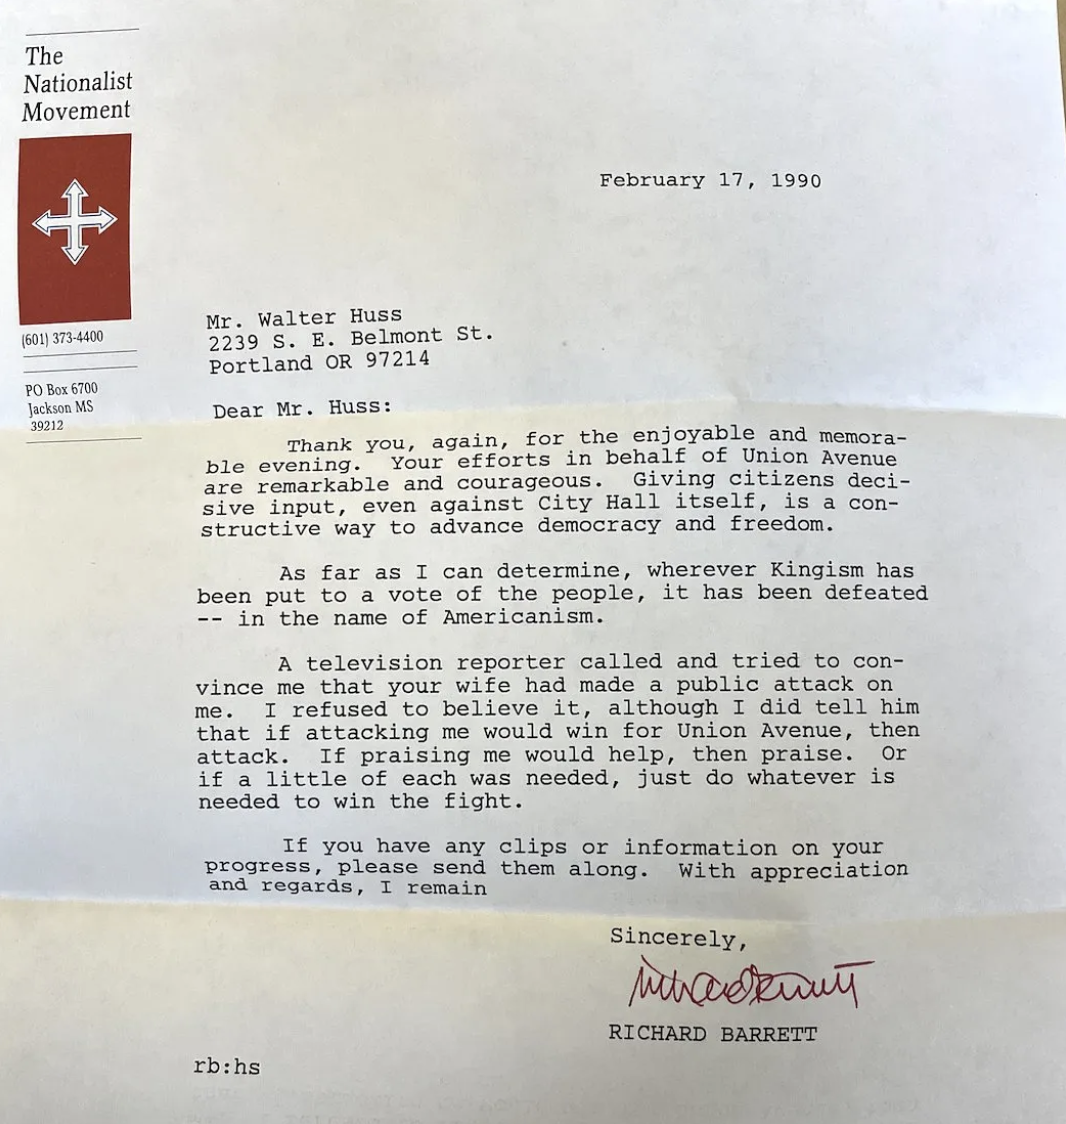 The
Nationalist
Movement
(601) 373-4400
PO Box 6700
Jackson MS
39212
February 17, 1990
Mr. Walter Huss
2239 S. E. Belmont St.
Portland OR 97214
Dear Mr. Huss:
Thank you, again, for the enjoyable and memora-
ble evening. Your efforts in behalf of Union Avenue
are remarkable and courageous. Giving citizens deci-
sive input, even against City Hall itself, is a con-
structive way to advance democracy and freedom.
As far as I can determine, wherever Kingism has
been put to a vote of the people, it has been defeated
-- in the name of Americanism.
A television reporter called and tried to con-
vince me that your wife had made a public attack on
me. I refused to believe it, although I did tell him
that if attacking me would win for Union Avenue, then
attack. If praising me would help, then praise. Or
if a little of each was needed, just do whatever is
needed to win the fight.
If you have any clips or information on your
progress, please send them along. With appreciation
and regards, I remain
Sincerely,
Richard Barrett
RICHARD BARRETT
rb:hs